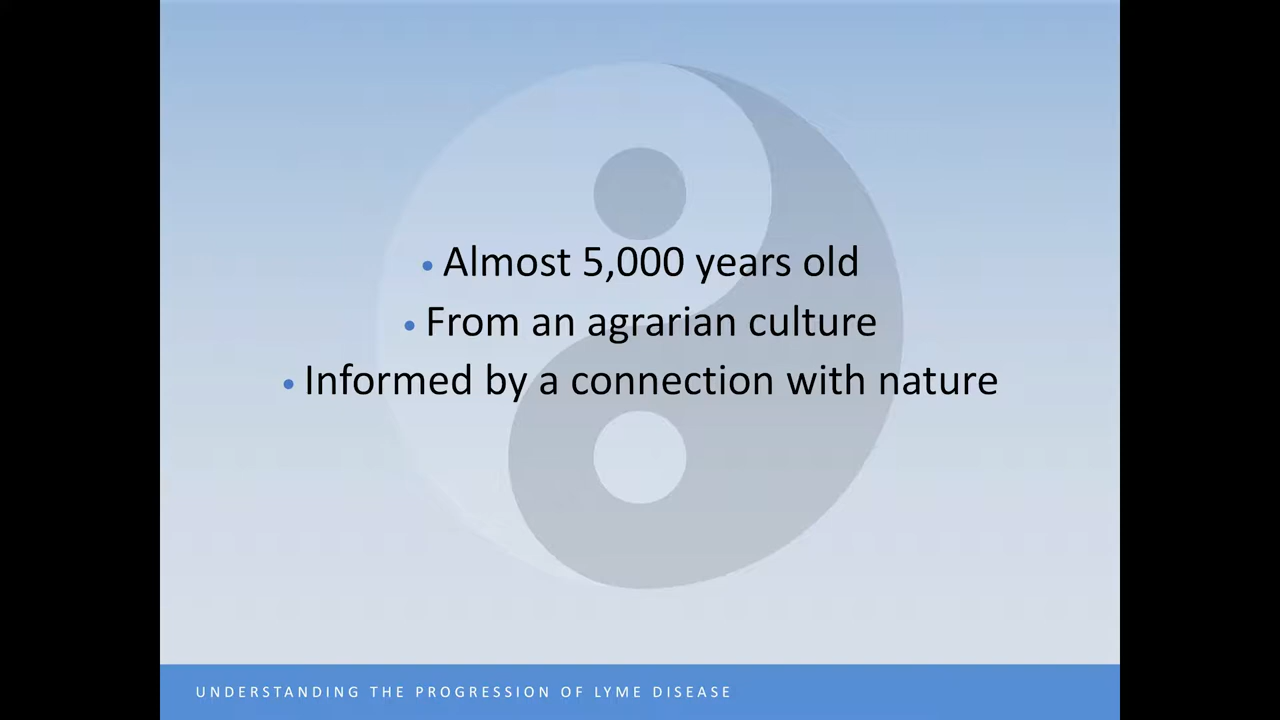 • Almost 5,000 years old
• From an agrarian culture
• Informed by a connection with nature
UNDERSTANDING THE PROGRESSION OF LYME DISEASE